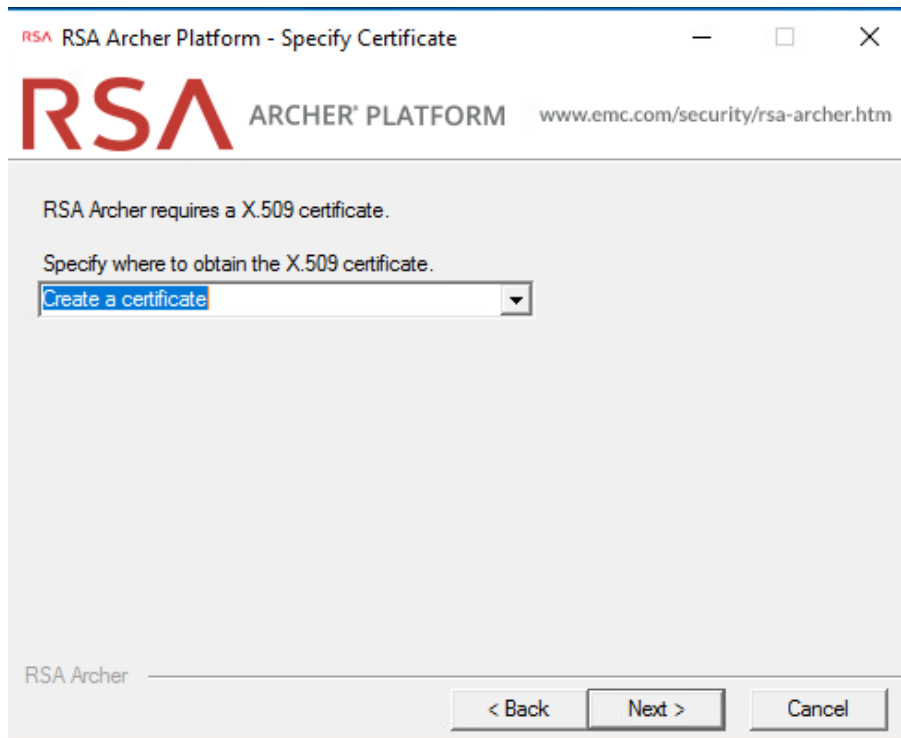 RSA RSA Archer Platform - Specify Certificate
RSA ARCHER® PLATFORM www.emc.com/security/rsa-archer.htm
RSA Archer requires a X.509 certificate.
Specify where to obtain the X.509 certificate.
Create a certificate
RSA Archer
< Back Next > Cancel